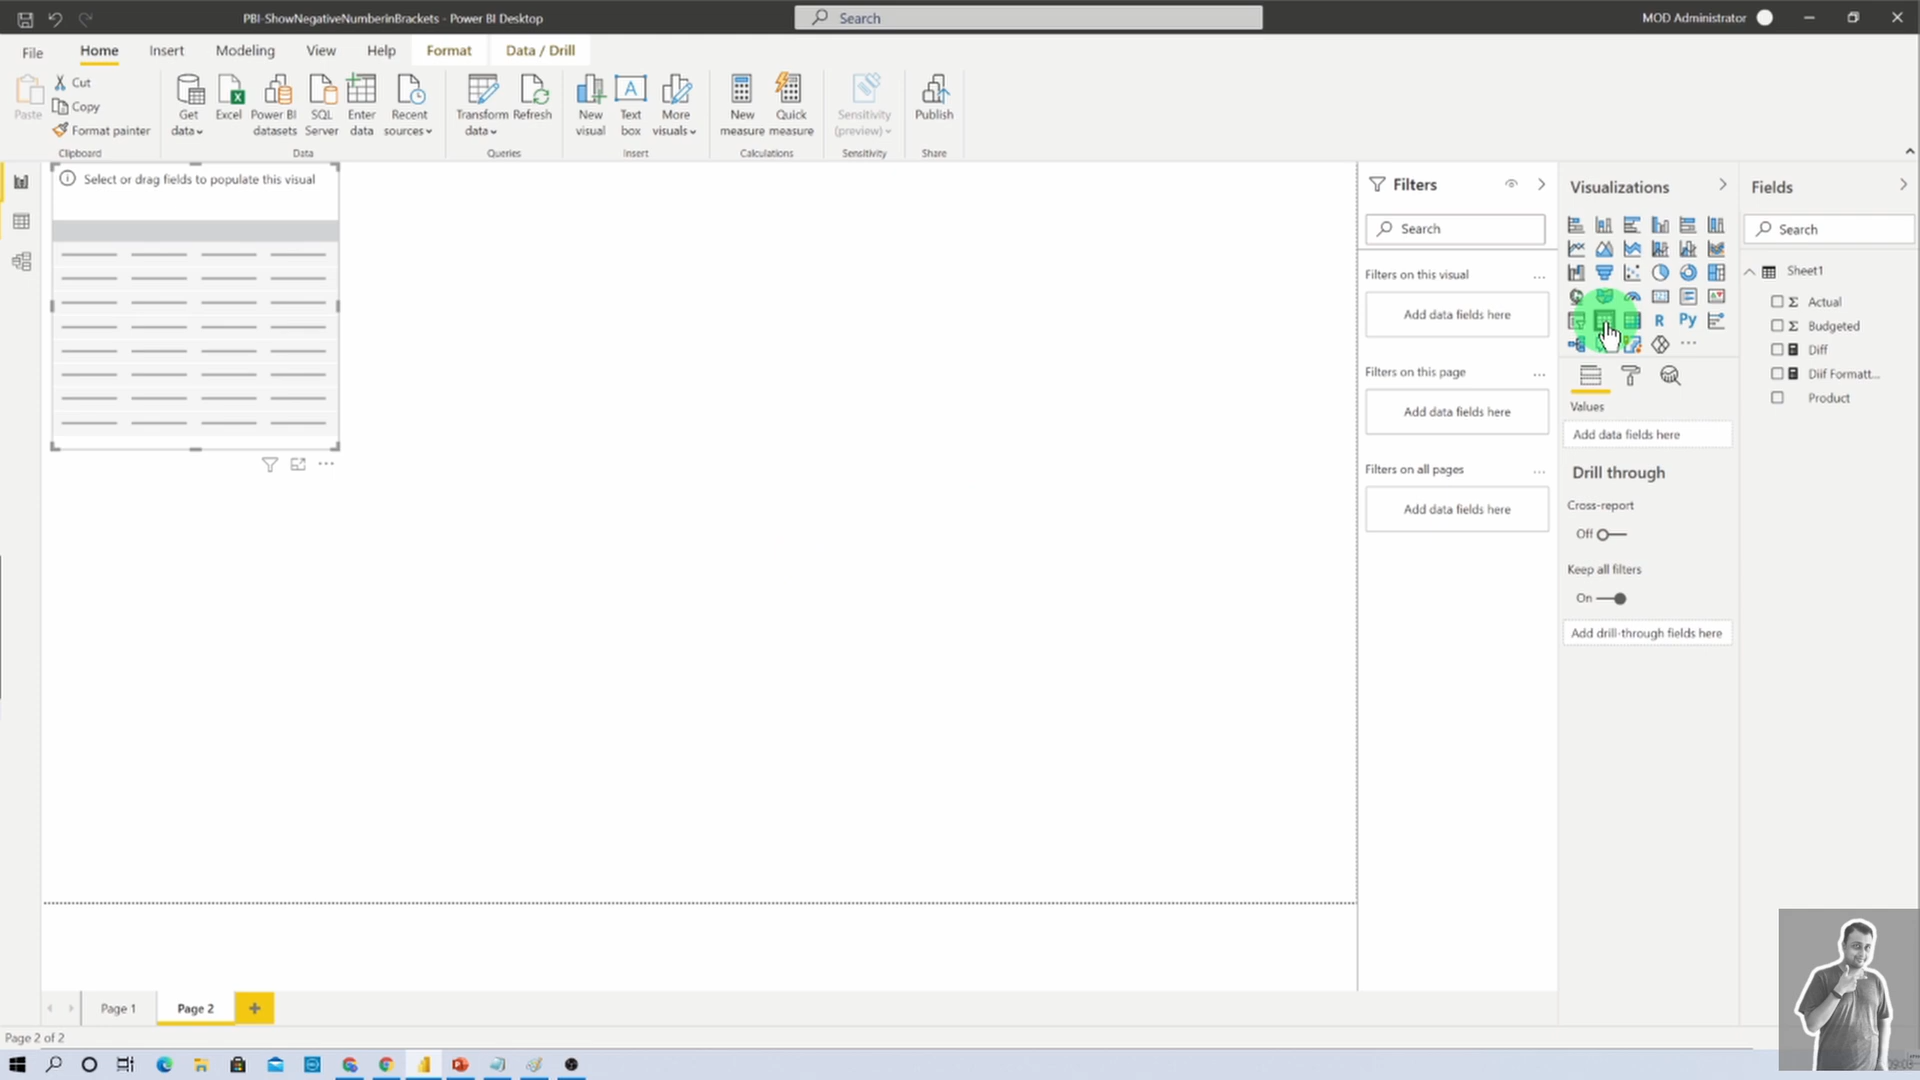 PBI-ShowNegativeNumberinBrackets - Power BI Desktop
Search
MOD Administrator
File
Home
Insert
Modeling
View
Help
Format
Data / Drill
Paste
Cut
Copy
Format painter
Clipboard
Get data
Excel
Power BI datasets
SQL Server
Enter data
Recent sources
Data
Transform data
Refresh
Queries
New visual
Text box
More visuals
Insert
New measure
Quick measure
Calculations
Sensitivity (preview)
Sensitivity
Publish
Share
Select or drag fields to populate this visual
Filters
Search
Filters on this visual
Add data fields here
Filters on this page
Add data fields here
Filters on all pages
Add data fields here
Visualizations
R
Py
Values
Add data fields here
Drill through
Cross-report
Off
Keep all filters
On
Add drill-through fields here
Fields
Search
Sheet1
Actual
Budgeted
Diff
Diif Formatt...
Product
Page 1
Page 2
Page 2 of 2